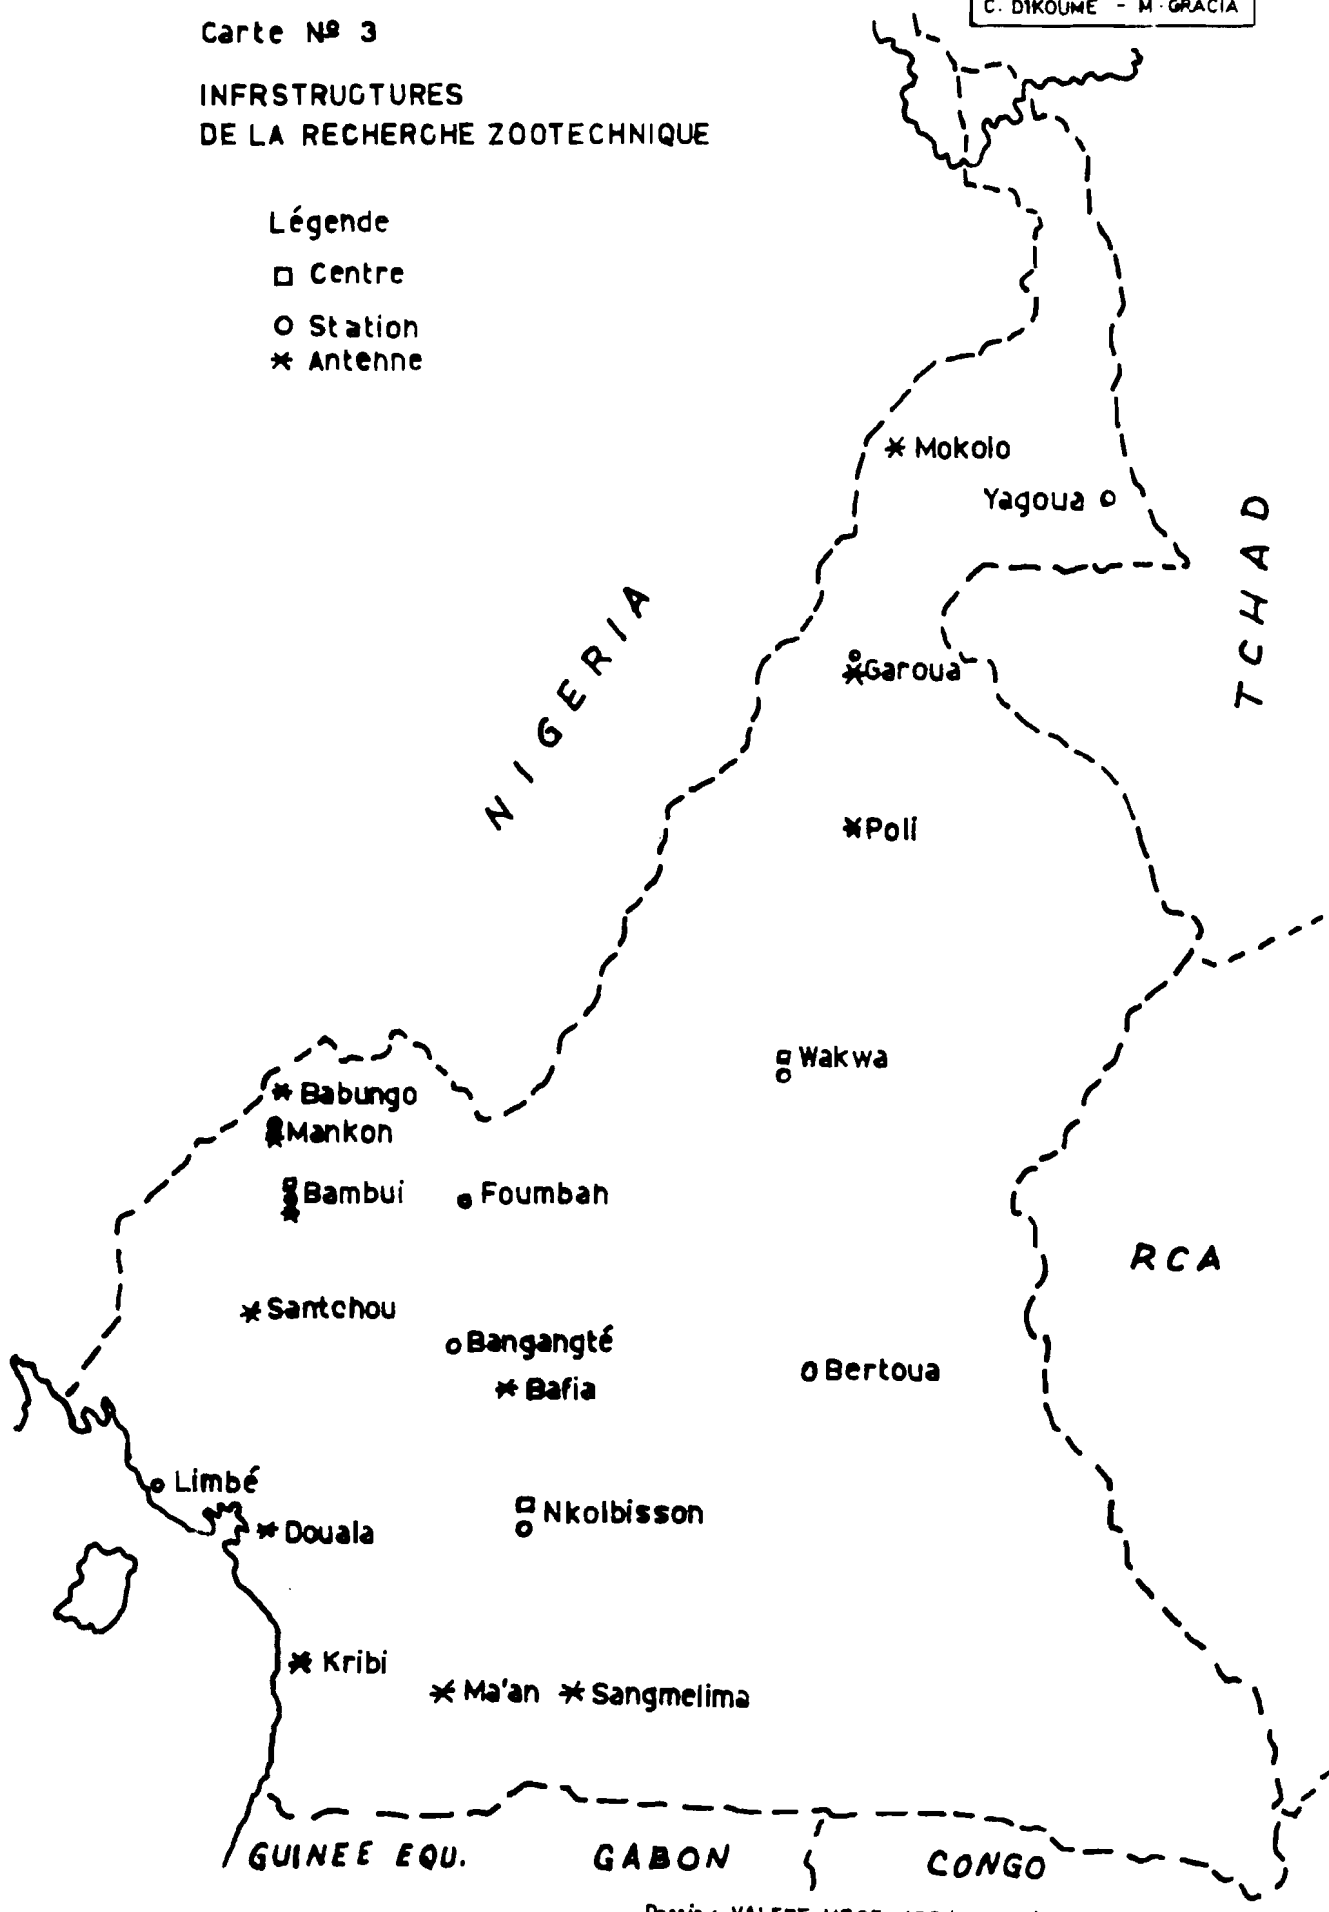 C. DIKOUME - M. GRACIA
Carte Nº 3
INFRSTRUCTURES
DE LA RECHERCHE ZOOTECHNIQUE
Légende
Centre
Station
Antenne
Mokolo
Yagoua
TCHAD
NIGERIA
Garoua
Poli
Wakwa
Babungo
Mankon
Bambui
Foumban
RCA
Santchou
Bangangté
Bertoua
Bafia
Limbé
Nkolbisson
Douala
Kribi
Ma'an
Sangmelima
GUINEE EQU.
GABON
CONGO